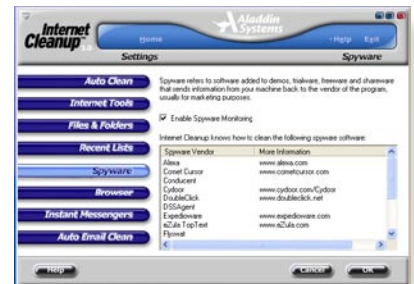 Internet
Cleanup 3.0
Aladdin
Systems
Home
Help Exit
Settings Spyware
Auto Clean
Internet Tools
Files & Folders
Recent Lists
Spyware
Browser
Instant Messengers
Auto Email Clean
Spyware refers to software added to demos, trialware, freeware and shareware
that sends information from your machine back to the vendor of the program,
usually for marketing purposes.
Enable Spyware Monitoring
Internet Cleanup knows how to clean the following spyware software:
Spyware Vendor More Information
Alexa www.alexa.com
Comet Cursor www.cometcursor.com
Conducent
Cydoor www.cydoor.com/Cydoor
DoubleClick www.doubleclick.net
DSSAgent
Expedioware www.expedioware.com
eZula TopText www.eZula.com
Flyswat
Help Cancel OK